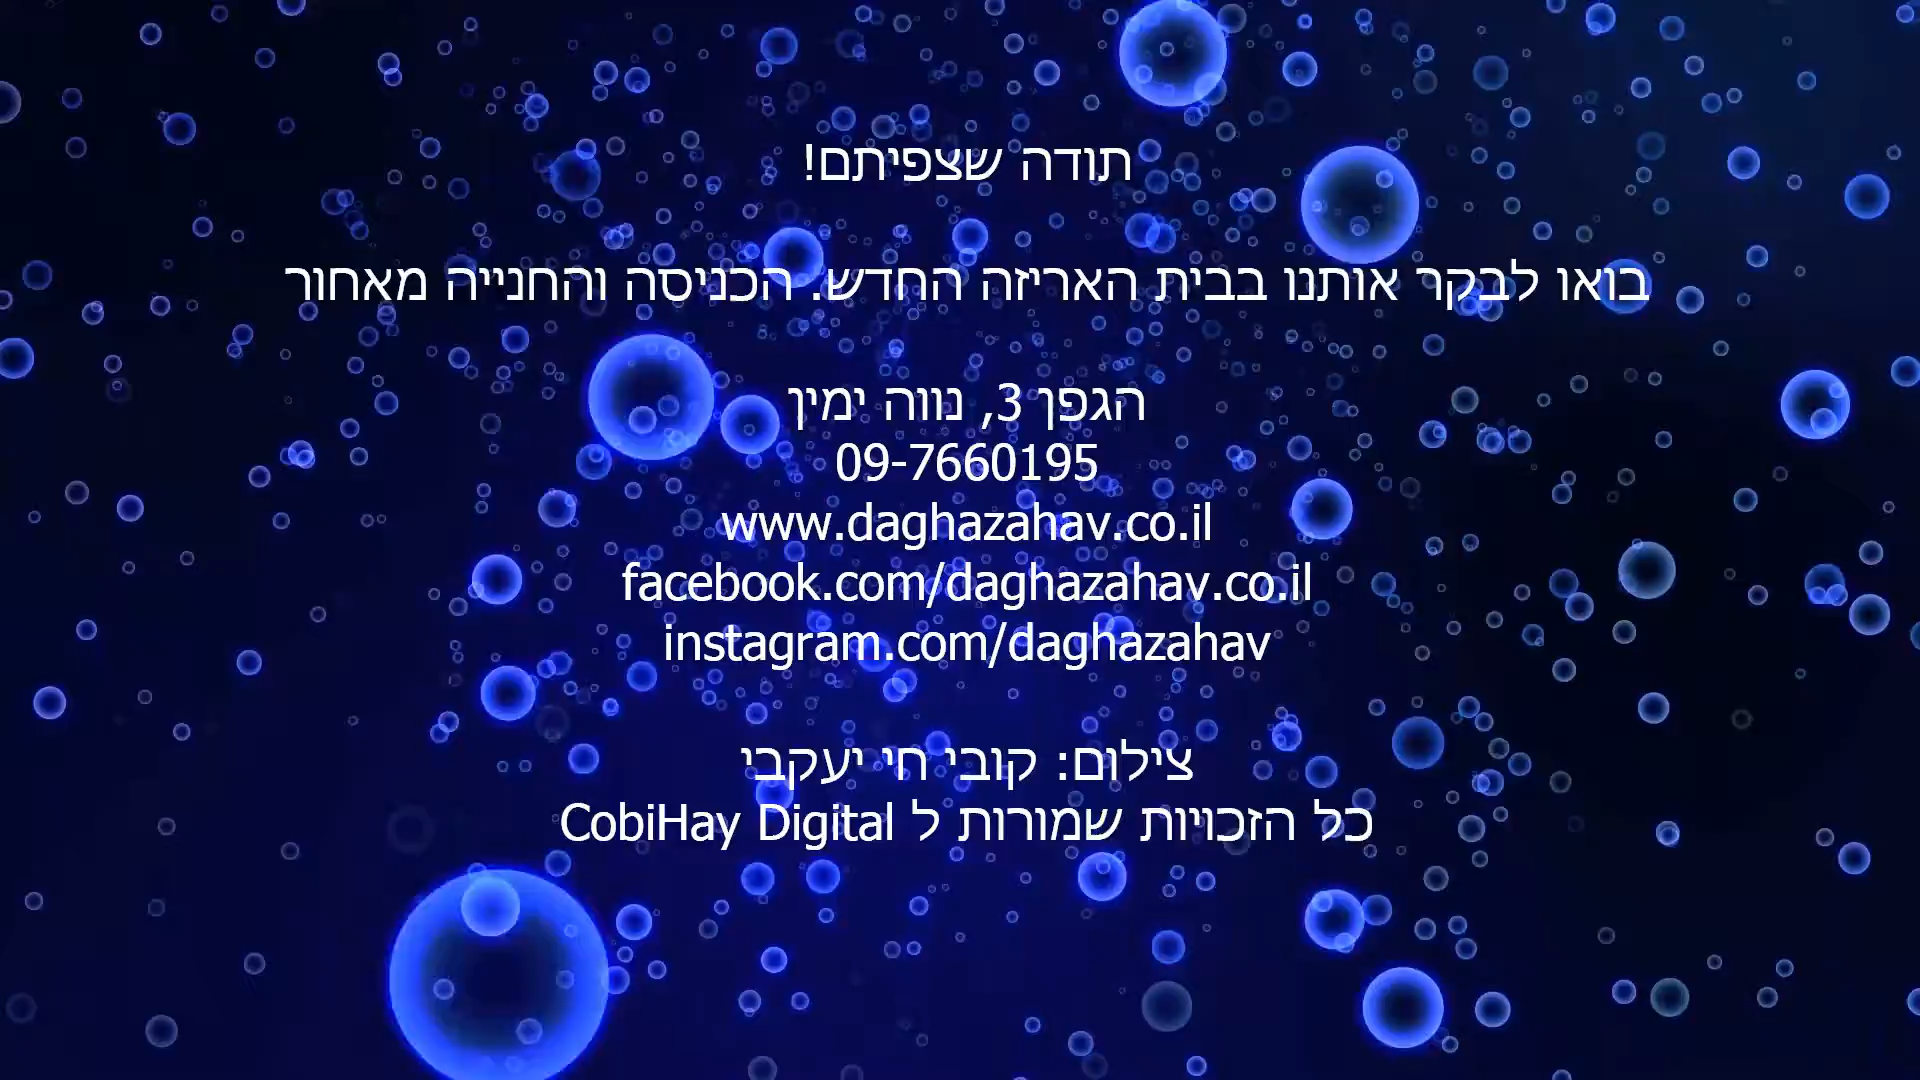 תודה שצפיתם!
בואו לבקר אותנו בבית האריזה החדש. הכניסה והחנייה מאחור
הגפן 3, נווה ימין
09-7660195
www.daghazahav.co.il
facebook.com/daghazahav.co.il
instagram.com/daghazahav
צילום: קובי חי יעקבי
כל הזכויות שמורות ל CobiHay Digital